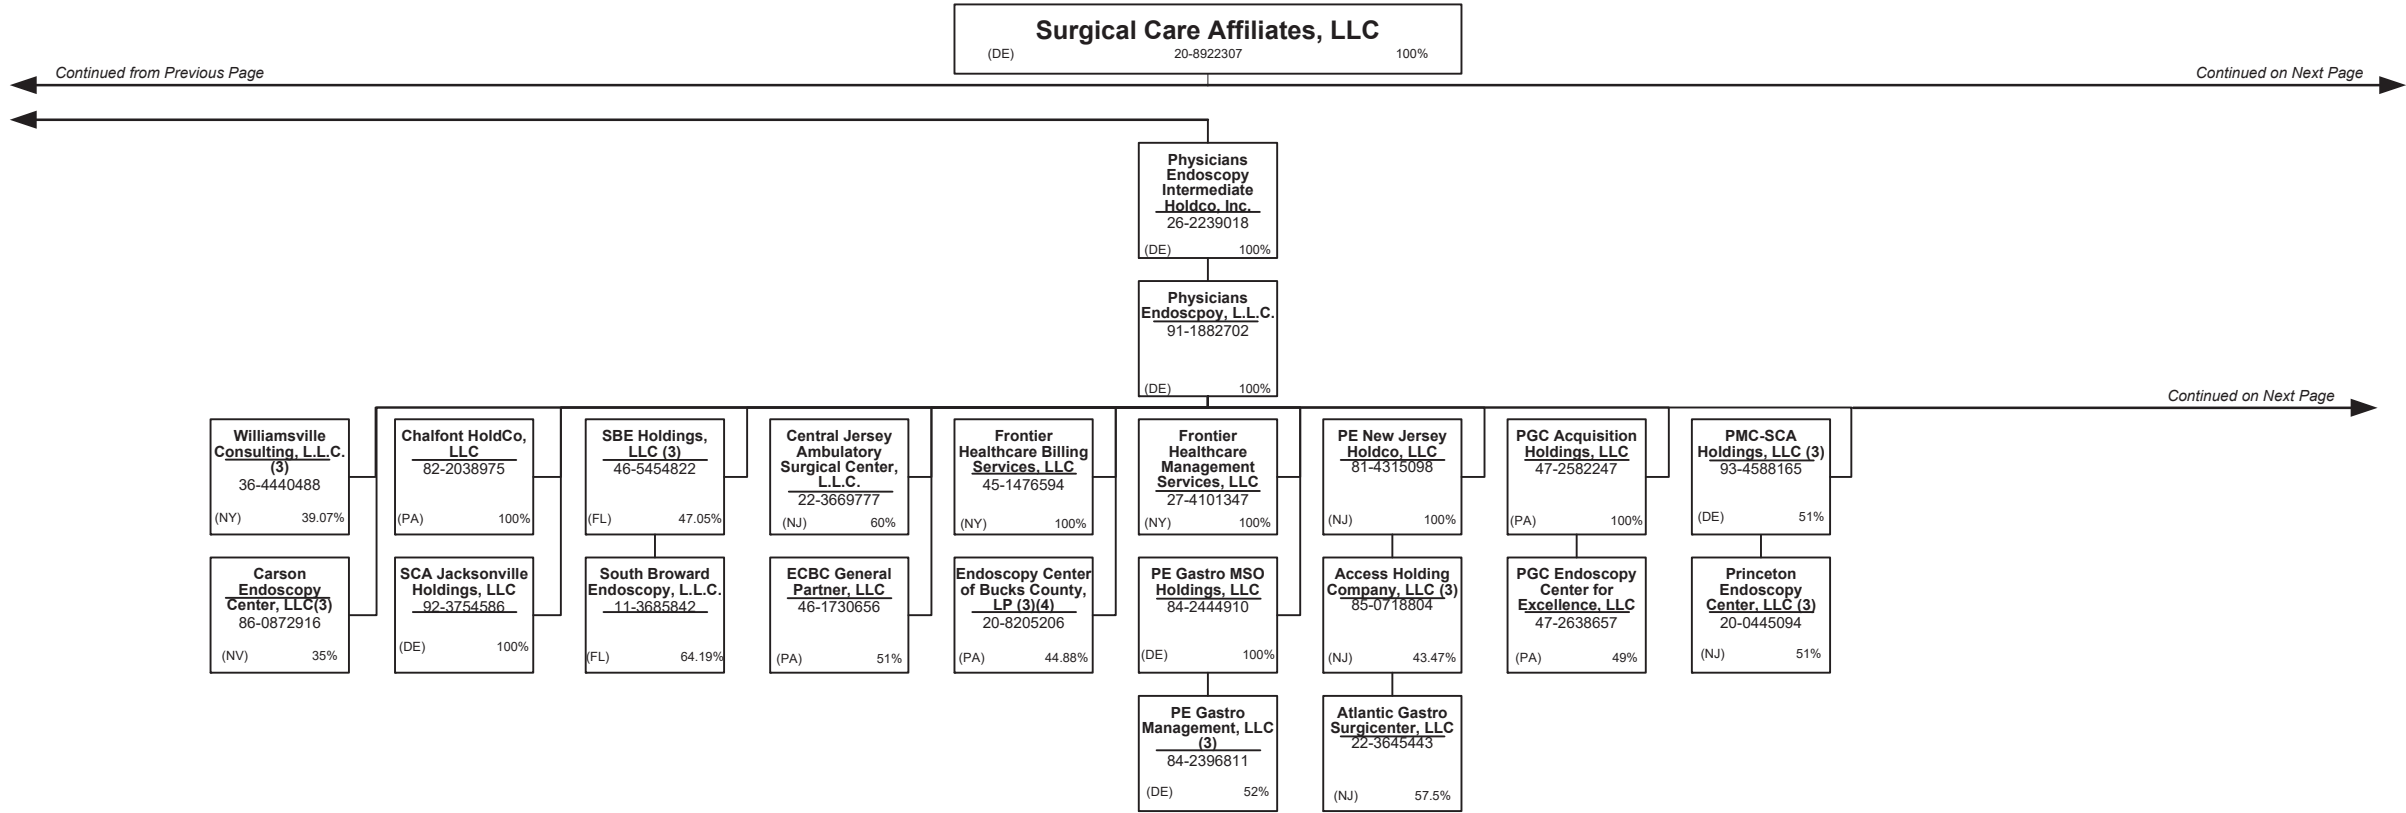 Surgical Care Affiliates, LLC
(DE) 20-8922307 100%
Continued from Previous Page
Continued on Next Page
Physicians
Endoscopy
Intermediate
Holdco, Inc.
26-2239018
(DE) 100%
Physicians
Endoscpoy, L.L.C.
91-1882702
(DE) 100%
Continued on Next Page
Williamsville
Consulting, L.L.C.
(3)
36-4440488
(NY) 39.07%
Chalfont HoldCo,
LLC
82-2038975
(PA) 100%
SBE Holdings,
LLC (3)
46-5454822
(FL) 47.05%
Central Jersey
Ambulatory
Surgical Center,
L.L.C.
22-3669777
(NJ) 60%
Frontier
Healthcare Billing
Services, LLC
45-1476594
(NY) 100%
Frontier
Healthcare
Management
Services, LLC
27-4101347
(NY) 100%
PE New Jersey
Holdco, LLC
81-4315098
(NJ) 100%
PGC Acquisition
Holdings, LLC
47-2582247
(PA) 100%
PMC-SCA
Holdings, LLC (3)
93-4588165
(DE) 51%
Carson
Endoscopy
Center, LLC(3)
86-0872916
(NV) 35%
SCA Jacksonville
Holdings, LLC
92-3754586
(DE) 100%
South Broward
Endoscopy, L.L.C.
11-3685842
(FL) 64.19%
ECBC General
Partner, LLC
46-1730656
(PA) 51%
Endoscopy Center
of Bucks County,
LP (3)(4)
20-8205206
(PA) 44.88%
PE Gastro MSO
Holdings, LLC
84-2444910
(DE) 100%
Access Holding
Company, LLC (3)
85-0718804
(NJ) 43.47%
PGC Endoscopy
Center for
Excellence, LLC
47-2638657
(PA) 49%
Princeton
Endoscopy
Center, LLC (3)
20-0445094
(NJ) 51%
PE Gastro
Management, LLC
(3)
84-2396811
(DE) 52%
Atlantic Gastro
Surgicenter, LLC
22-3645443
(NJ) 57.5%